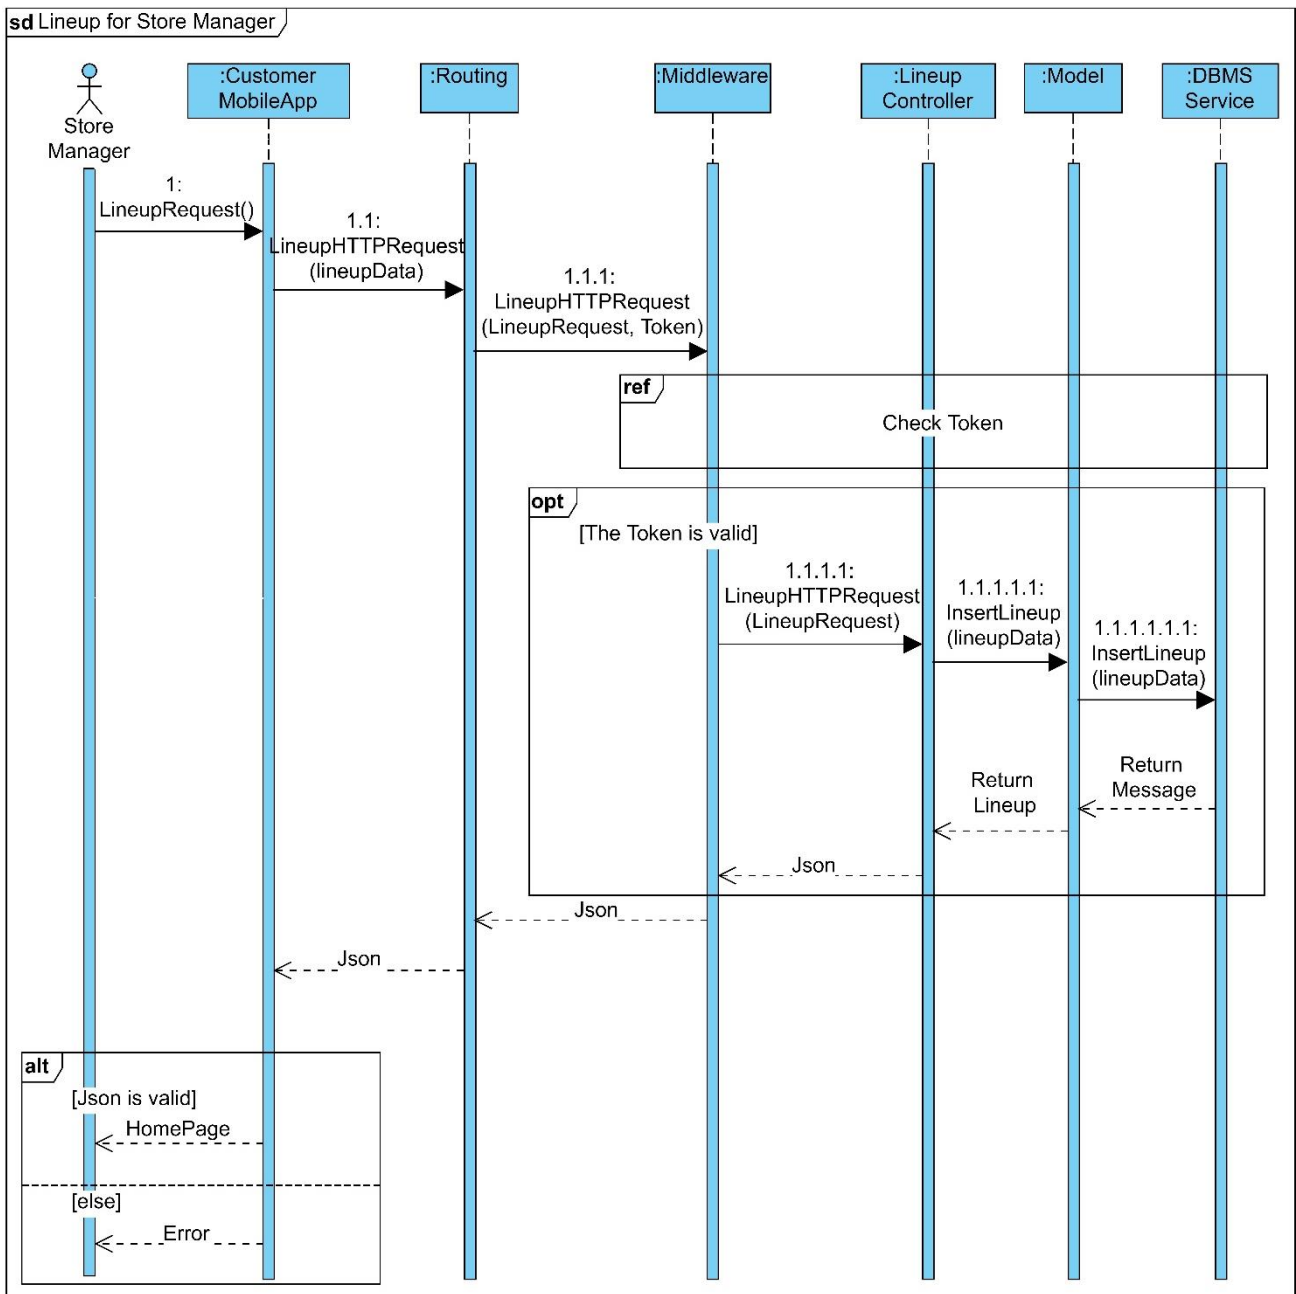 sd Lineup for Store Manager
Store
Manager
:Customer
MobileApp
:Routing
:Middleware
:Lineup
Controller
:Model
:DBMS
Service
1:
LineupRequest()
1.1:
LineupHTTPRequest
(lineupData)
1.1.1:
LineupHTTPRequest
(LineupRequest, Token)
ref
Check Token
opt
[The Token is valid]
1.1.1.1:
LineupHTTPRequest
(LineupRequest)
1.1.1.1.1:
InsertLineup
(lineupData)
1.1.1.1.1.1:
InsertLineup
(lineupData)
Return
Message
Return
Lineup
Json
Json
Json
alt
[Json is valid]
HomePage
[else]
Error